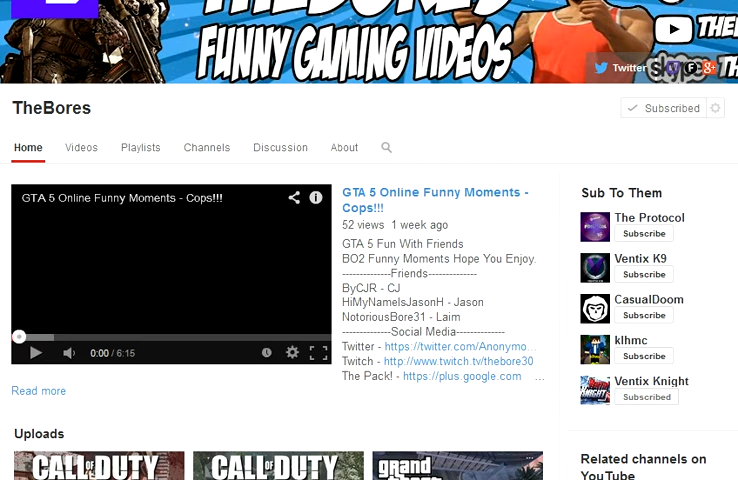 THEBORES
FUNNY GAMING VIDEOS
THE
Twitter
TheBores
Subscribed
Home Videos Playlists Channels Discussion About
GTA 5 Online Funny Moments - Cops!!!
0:00 / 6:15
GTA 5 Online Funny Moments -
Cops!!!
52 views 1 week ago
GTA 5 Fun With Friends
BO2 Funny Moments Hope You Enjoy.
--------------Friends--------------
ByCJR - CJ
HiMyNameIsJasonH - Jason
NotoriousBore31 - Laim
--------------Social Media--------------
Twitter - https://twitter.com/Anonymo...
Twitch - http://www.twitch.tv/thebore30
The Pack! - https://plus.google.com ...
Read more
Sub To Them
The Protocol
Subscribe
Ventix K9
Subscribe
CasualDoom
Subscribe
klhmc
Subscribe
Ventix Knight
Subscribed
Uploads
CALL OF DUTY
CALL OF DUTY
grand
Related channels on
YouTube